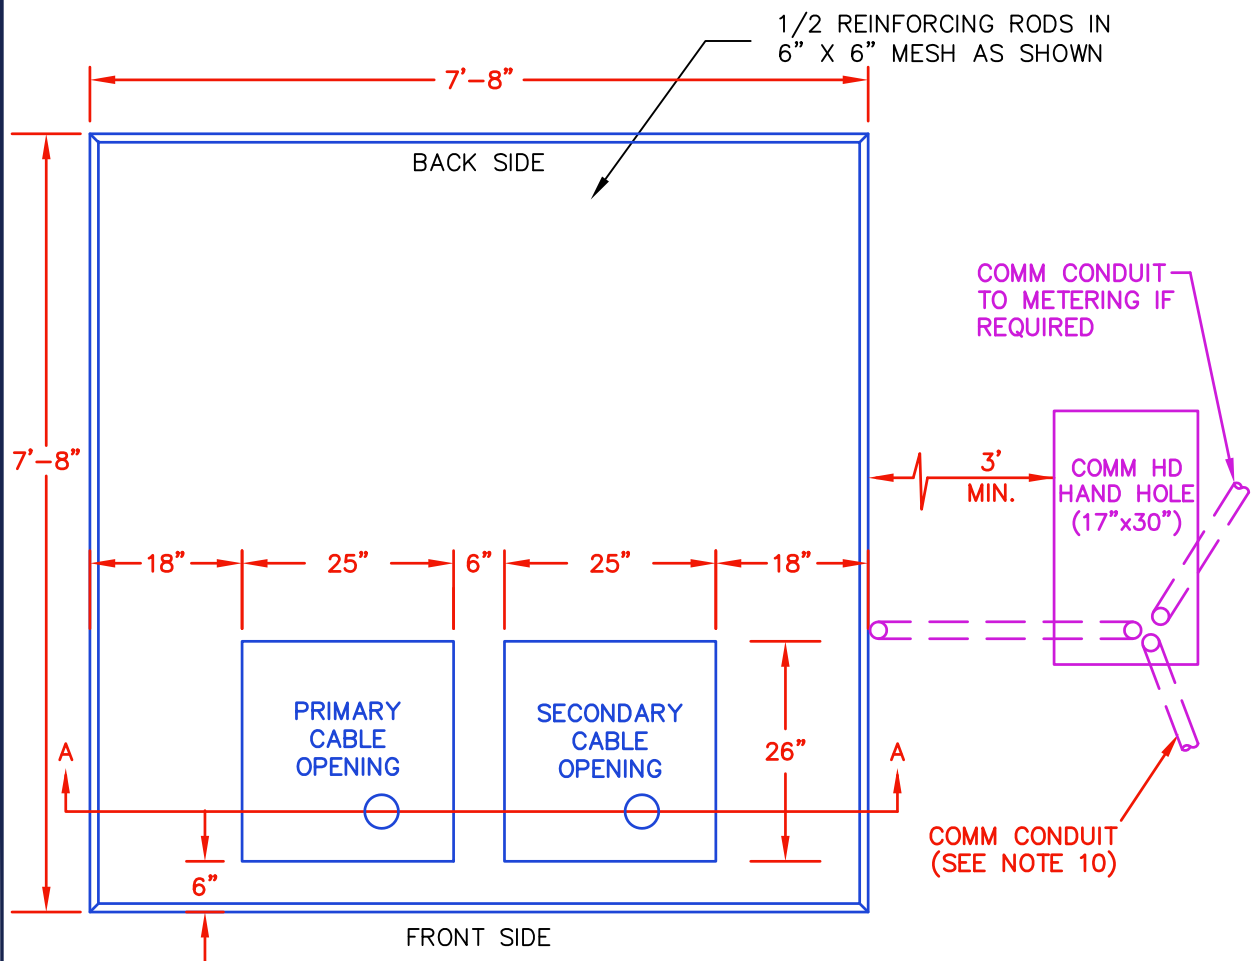 1/2 REINFORCING RODS IN
6" X 6" MESH AS SHOWN
7'-8"
BACK SIDE
COMM CONDUIT
TO METERING IF
REQUIRED
7'-8"
3'
MIN.
COMM HD
HAND HOLE
(17"x30")
18"
25"
6"
25"
18"
PRIMARY
CABLE
OPENING
SECONDARY
CABLE
OPENING
26"
A
A
6"
COMM CONDUIT
(SEE NOTE 10)
FRONT SIDE